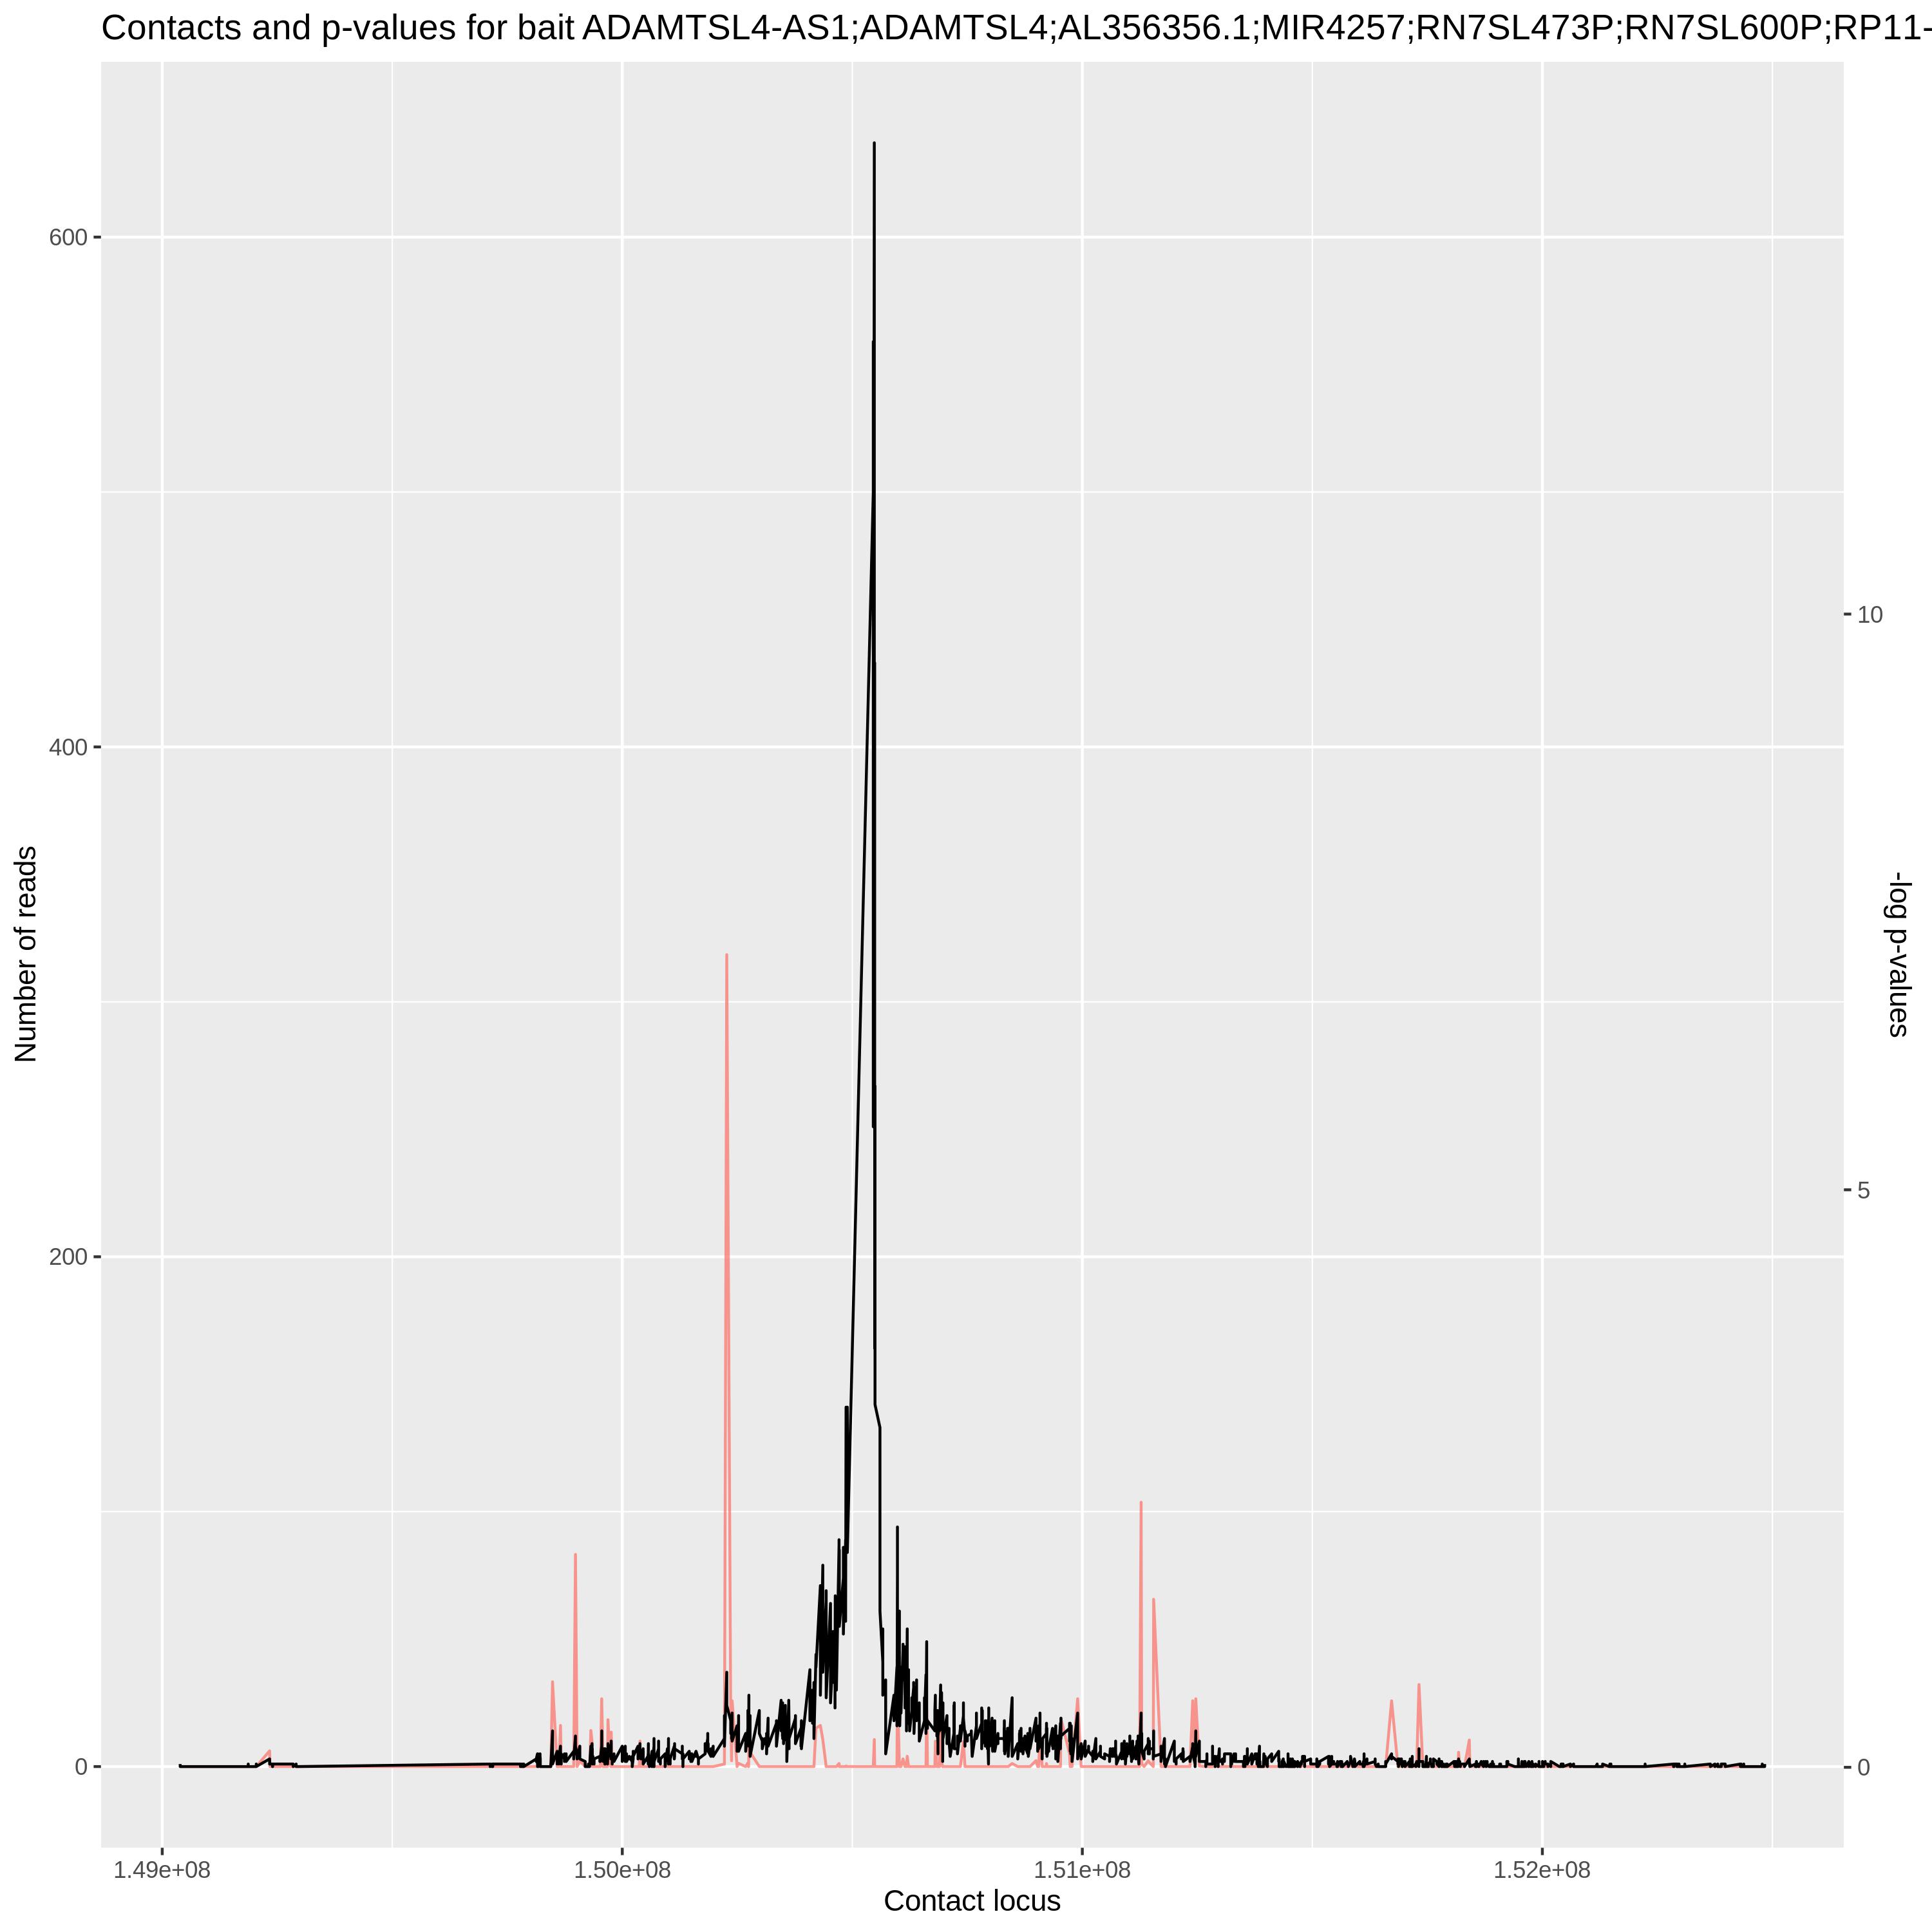 Contacts and p-values for bait ADAMTSL4-AS1;ADAMTSL4;AL356356.1;MIR4257;RN7SL473P;RN7SL600P;RP11-
600
400
200
0
Number of reads
10
5
0
-log p-values
1.49e+08
1.50e+08
1.51e+08
1.52e+08
Contact locus